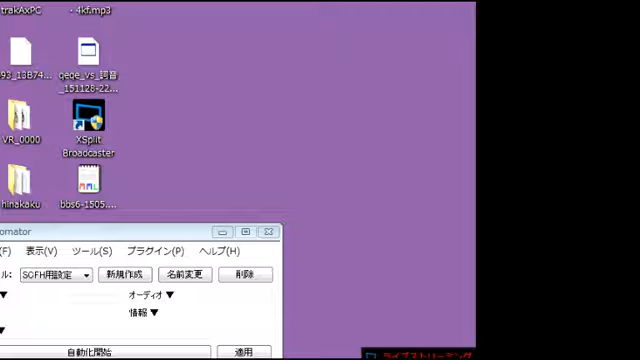 trakAxPC
- 4kf.mp3
93_13B74...
qeqe_vs_詞音
_151128-22...
VR_0000
XSplit
Broadcaster
hinakaku
bbs6-1505....
omator
(F) 表示(V) ツール(S) プラグイン(P) ヘルプ(H)
ル: SCFH用設定 新規作成 名前変更 削除
オーディオ ▼
情報 ▼
自動化開始 適用
ライブストリーミング